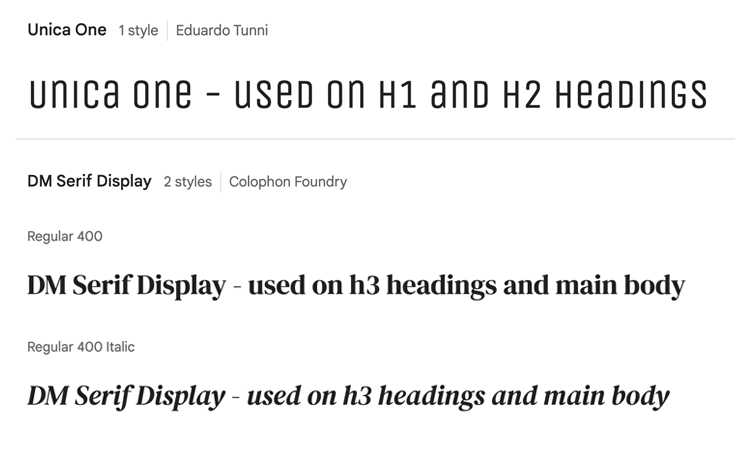 Unica One 1 style | Eduardo Tunni
Unica One - used on H1 and H2 Headings
DM Serif Display 2 styles | Colophon Foundry
Regular 400
DM Serif Display - used on h3 headings and main body
Regular 400 Italic
DM Serif Display - used on h3 headings and main body